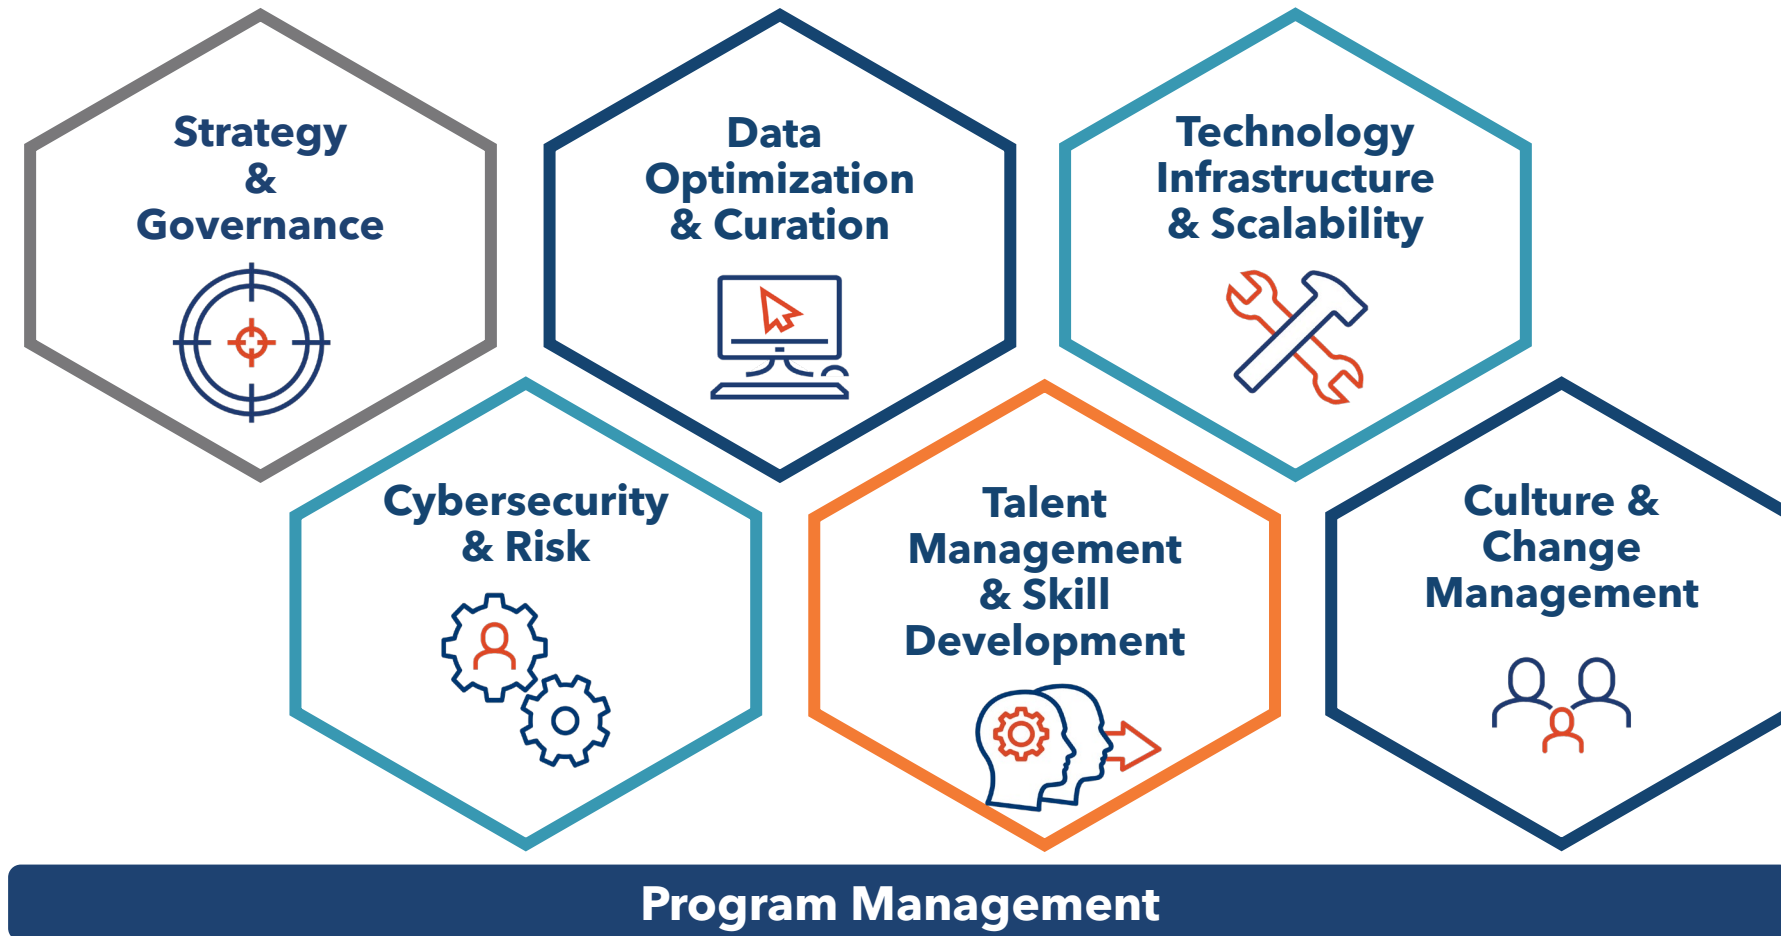 Strategy
&
Governance
Data
Optimization
& Curation
Technology
Infrastructure
& Scalability
Cybersecurity
& Risk
Talent
Management
& Skill
Development
Culture &
Change
Management
Program Management